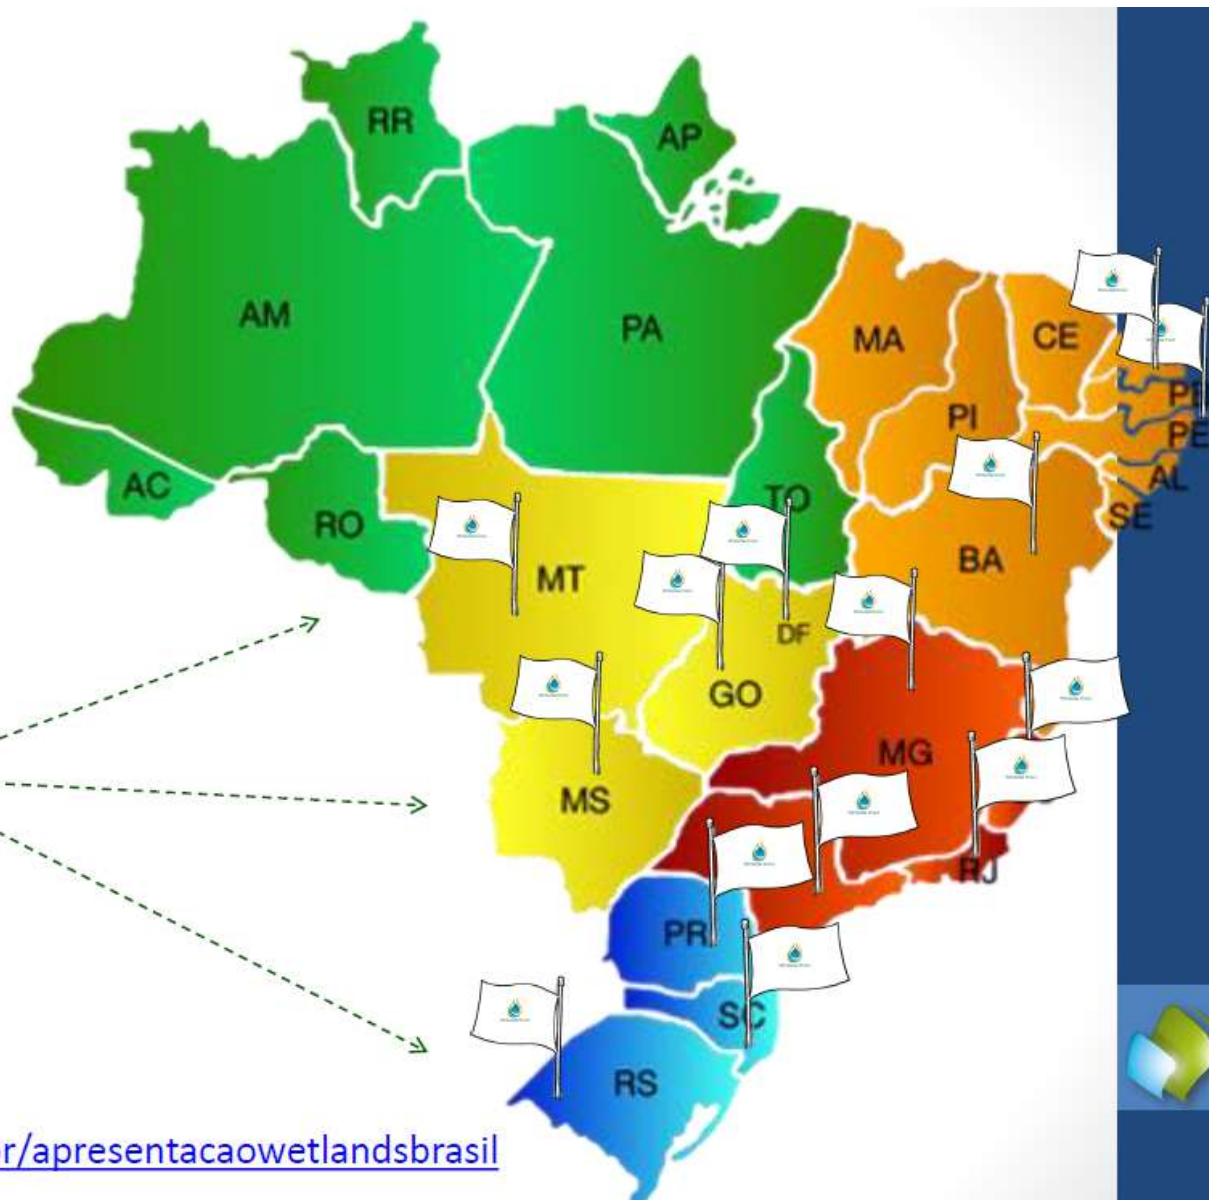 RR
AP
AM
PA
MA
CE
PI
PE
AC
RO
TO
AL
SE
MT
BA
DF
GO
MG
MS
RJ
PR
SC
RS
r/apresentacaowetlandsbrasil